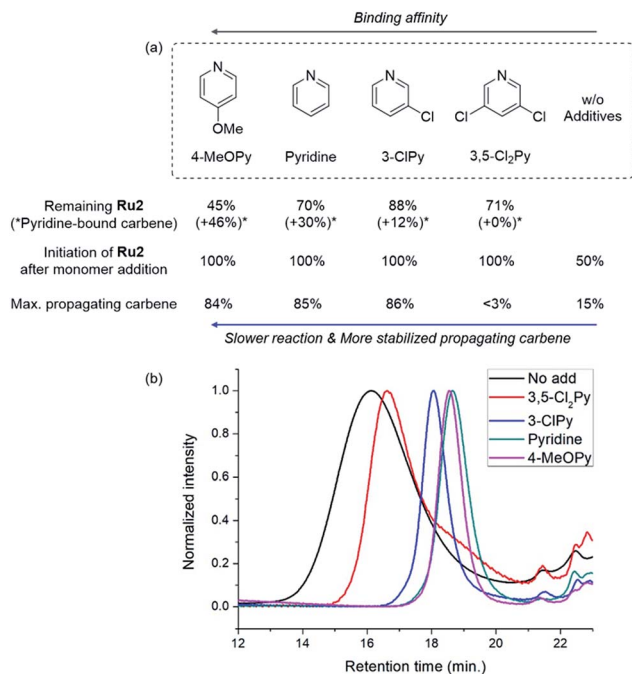 Binding affinity
(a)
N N N N
OMe Cl Cl Cl
w/o
Additives
4-MeOPy Pyridine 3-ClPy 3,5-Cl₂Py
Remaining Ru2 45% 70% 88% 71%
(*Pyridine-bound carbene) (+46%)* (+30%)* (+12%)* (+0%)*
Initiation of Ru2
after monomer addition 100% 100% 100% 100% 50%
Max. propagating carbene 84% 85% 86% <3% 15%
Slower reaction & More stabilized propagating carbene
(b)
No add
3,5-Cl₂Py
3-ClPy
Pyridine
4-MeOPy
Normalized intensity
1.0
0.8
0.6
0.4
0.2
0.0
12 14 16 18 20 22
Retention time (min.)